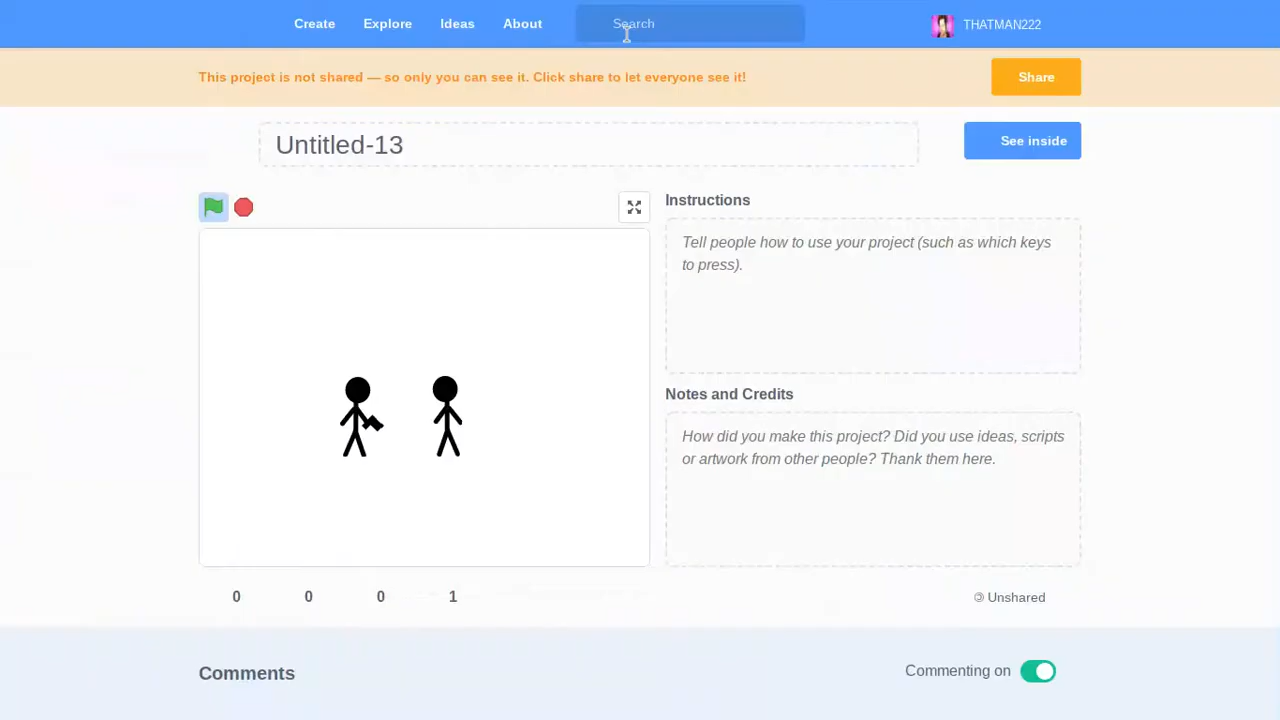 Create Explore Ideas About Search THATMAN222
This project is not shared — so only you can see it. Click share to let everyone see it! Share
Untitled-13 See inside
Instructions
Tell people how to use your project (such as which keys
to press).
Notes and Credits
How did you make this project? Did you use ideas, scripts
or artwork from other people? Thank them here.
0 0 0 1 Unshared
Comments Commenting on